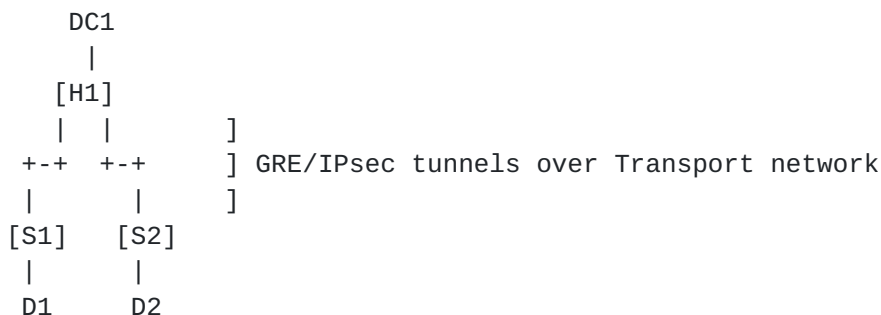 DC1
|
[H1]
| | ]
+-+ +-+ ] GRE/IPsec tunnels over Transport network
| | ]
[S1] [S2]
| |
D1 D2